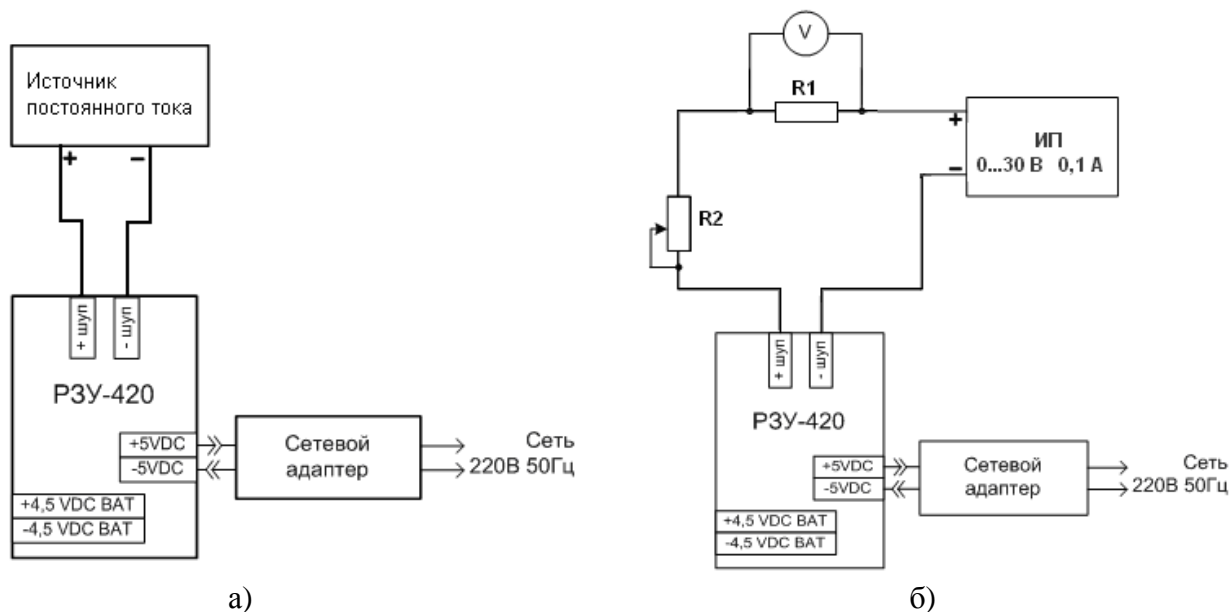 Источник
постоянного тока
+ −
+ щуп
- щуп
РЗУ-420
+5VDC
-5VDC
+4,5 VDC BAT
-4,5 VDC BAT
Сетевой
адаптер
Сеть
220В 50Гц
а)
V
R1
R2
+
−
ИП
0...30 В 0,1 А
+ щуп
- щуп
РЗУ-420
+5VDC
-5VDC
+4,5 VDC BAT
-4,5 VDC BAT
Сетевой
адаптер
Сеть
220В 50Гц
б)